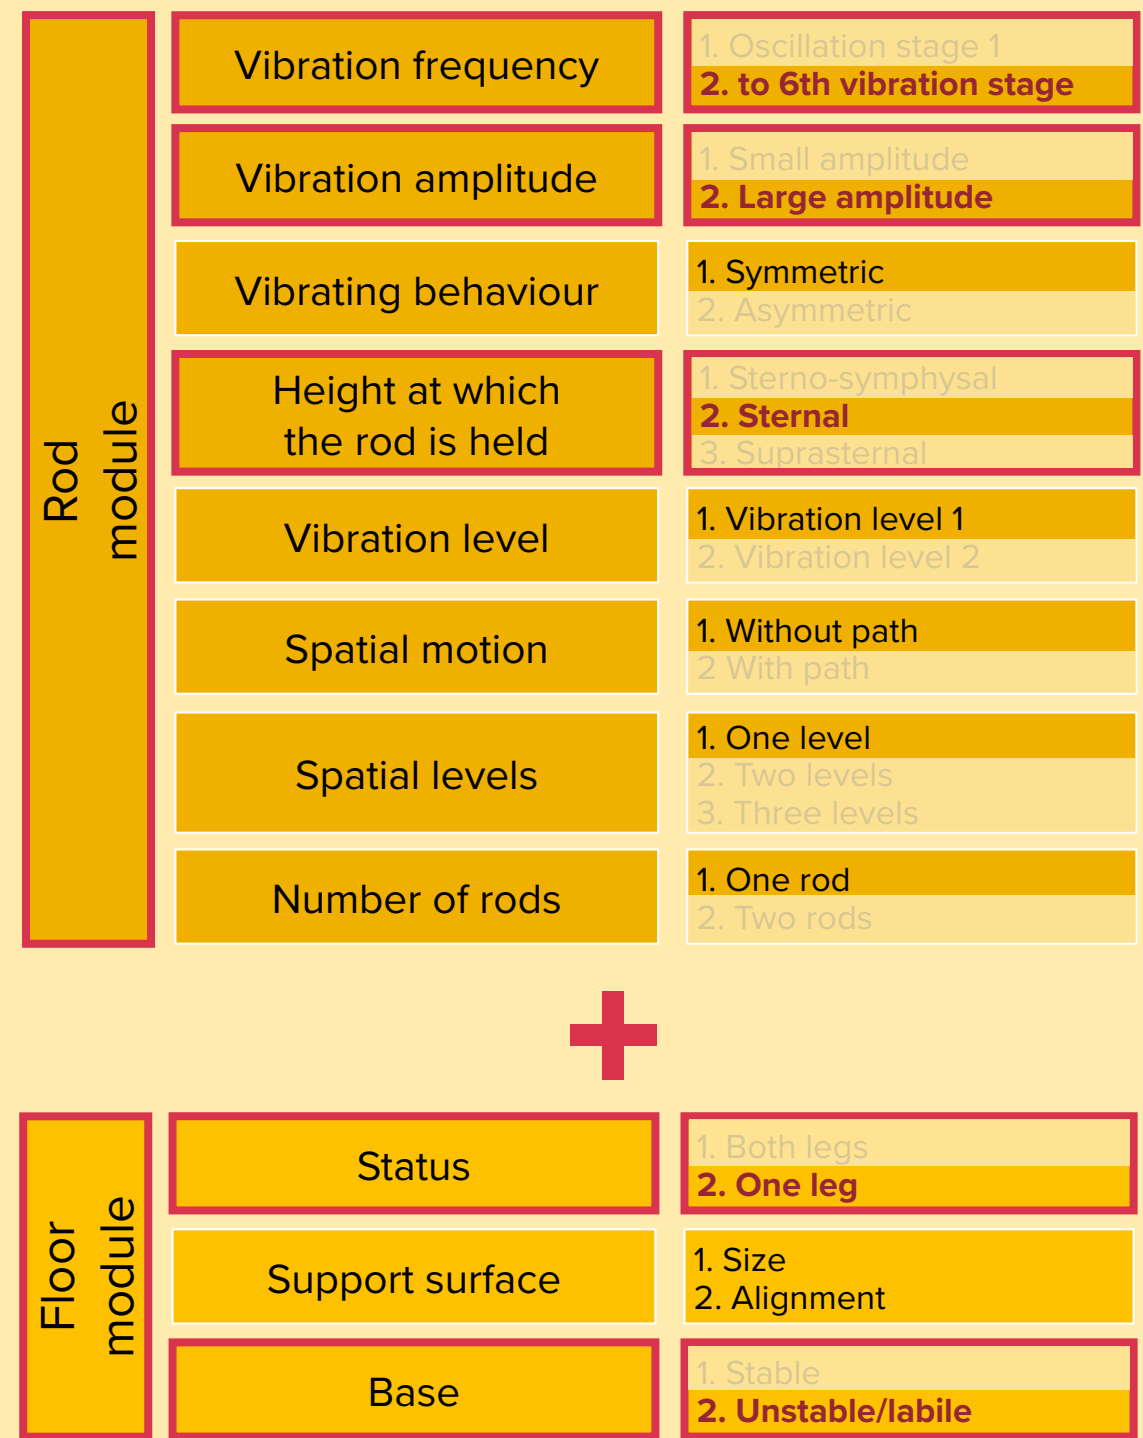 Rod
module
Vibration frequency
1. Oscillation stage 1
2. to 6th vibration stage
Vibration amplitude
1. Small amplitude
2. Large amplitude
Vibrating behaviour
1. Symmetric
2. Asymmetric
Height at which
the rod is held
1. Sterno-symphysal
2. Sternal
3. Suprasternal
Vibration level
1. Vibration level 1
2. Vibration level 2
Spatial motion
1. Without path
2 With path
Spatial levels
1. One level
2. Two levels
3. Three levels
Number of rods
1. One rod
2. Two rods
+
Floor
module
Status
1. Both legs
2. One leg
Support surface
1. Size
2. Alignment
Base
1. Stable
2. Unstable/labile